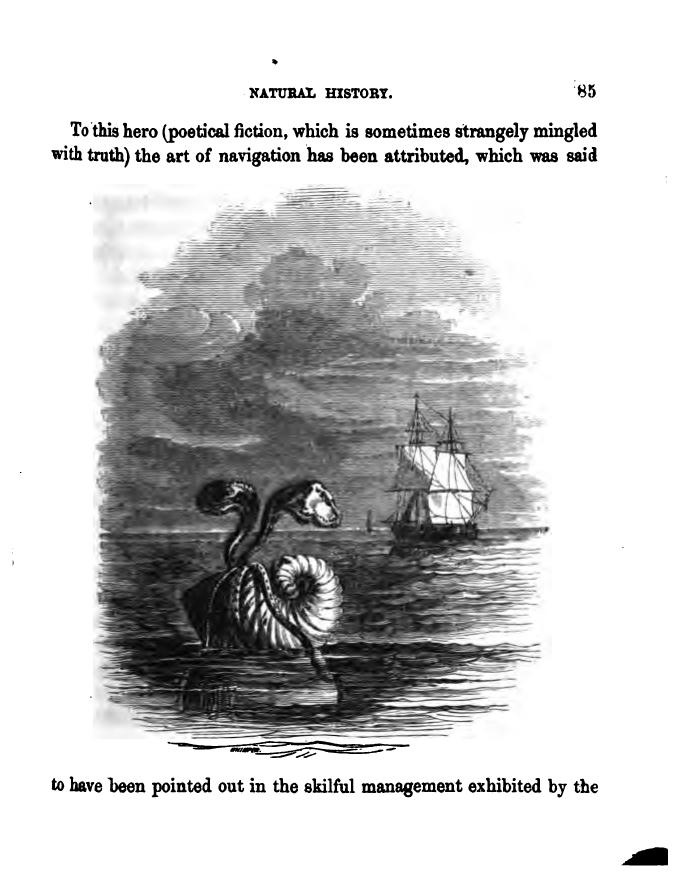 NATURAL HISTORY. 85
To this hero (poetical fiction, which is sometimes strangely mingled
with truth) the art of navigation has been attributed, which was said
WHIMPER.
to have been pointed out in the skilful management exhibited by the